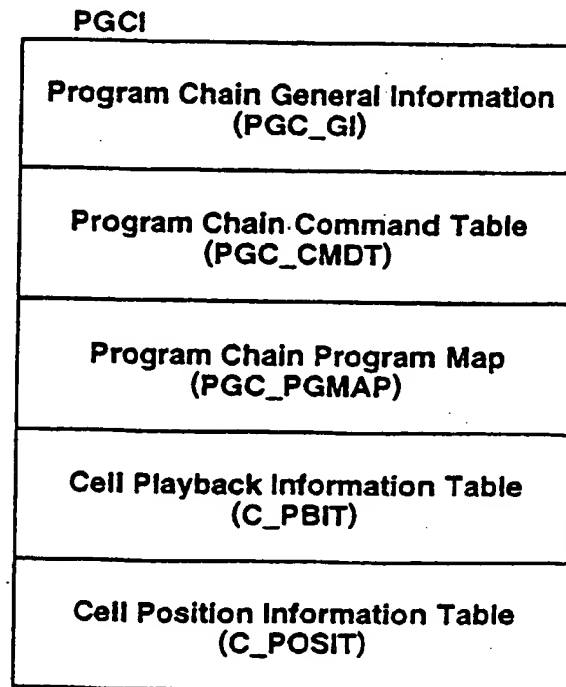 PGCI
Program Chain General Information
(PGC_GI)
Program Chain Command Table
(PGC_CMDT)
Program Chain Program Map
(PGC_PGMAP)
Cell Playback Information Table
(C_PBIT)
Cell Position Information Table
(C_POSIT)